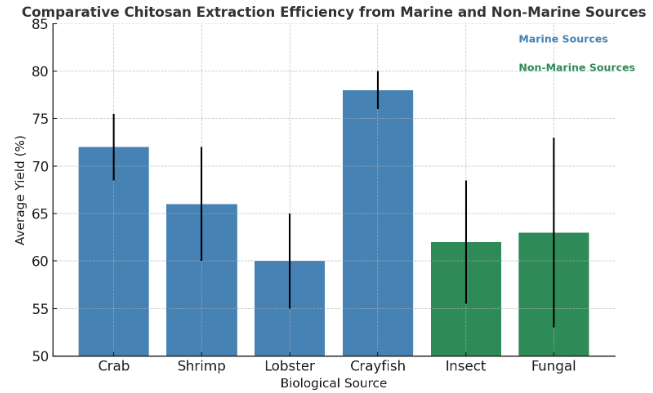 Comparative Chitosan Extraction Efficiency from Marine and Non-Marine Sources
Marine Sources
Non-Marine Sources
Average Yield (%)
85
80
75
70
65
60
55
50
Crab Shrimp Lobster Crayfish Insect Fungal
Biological Source